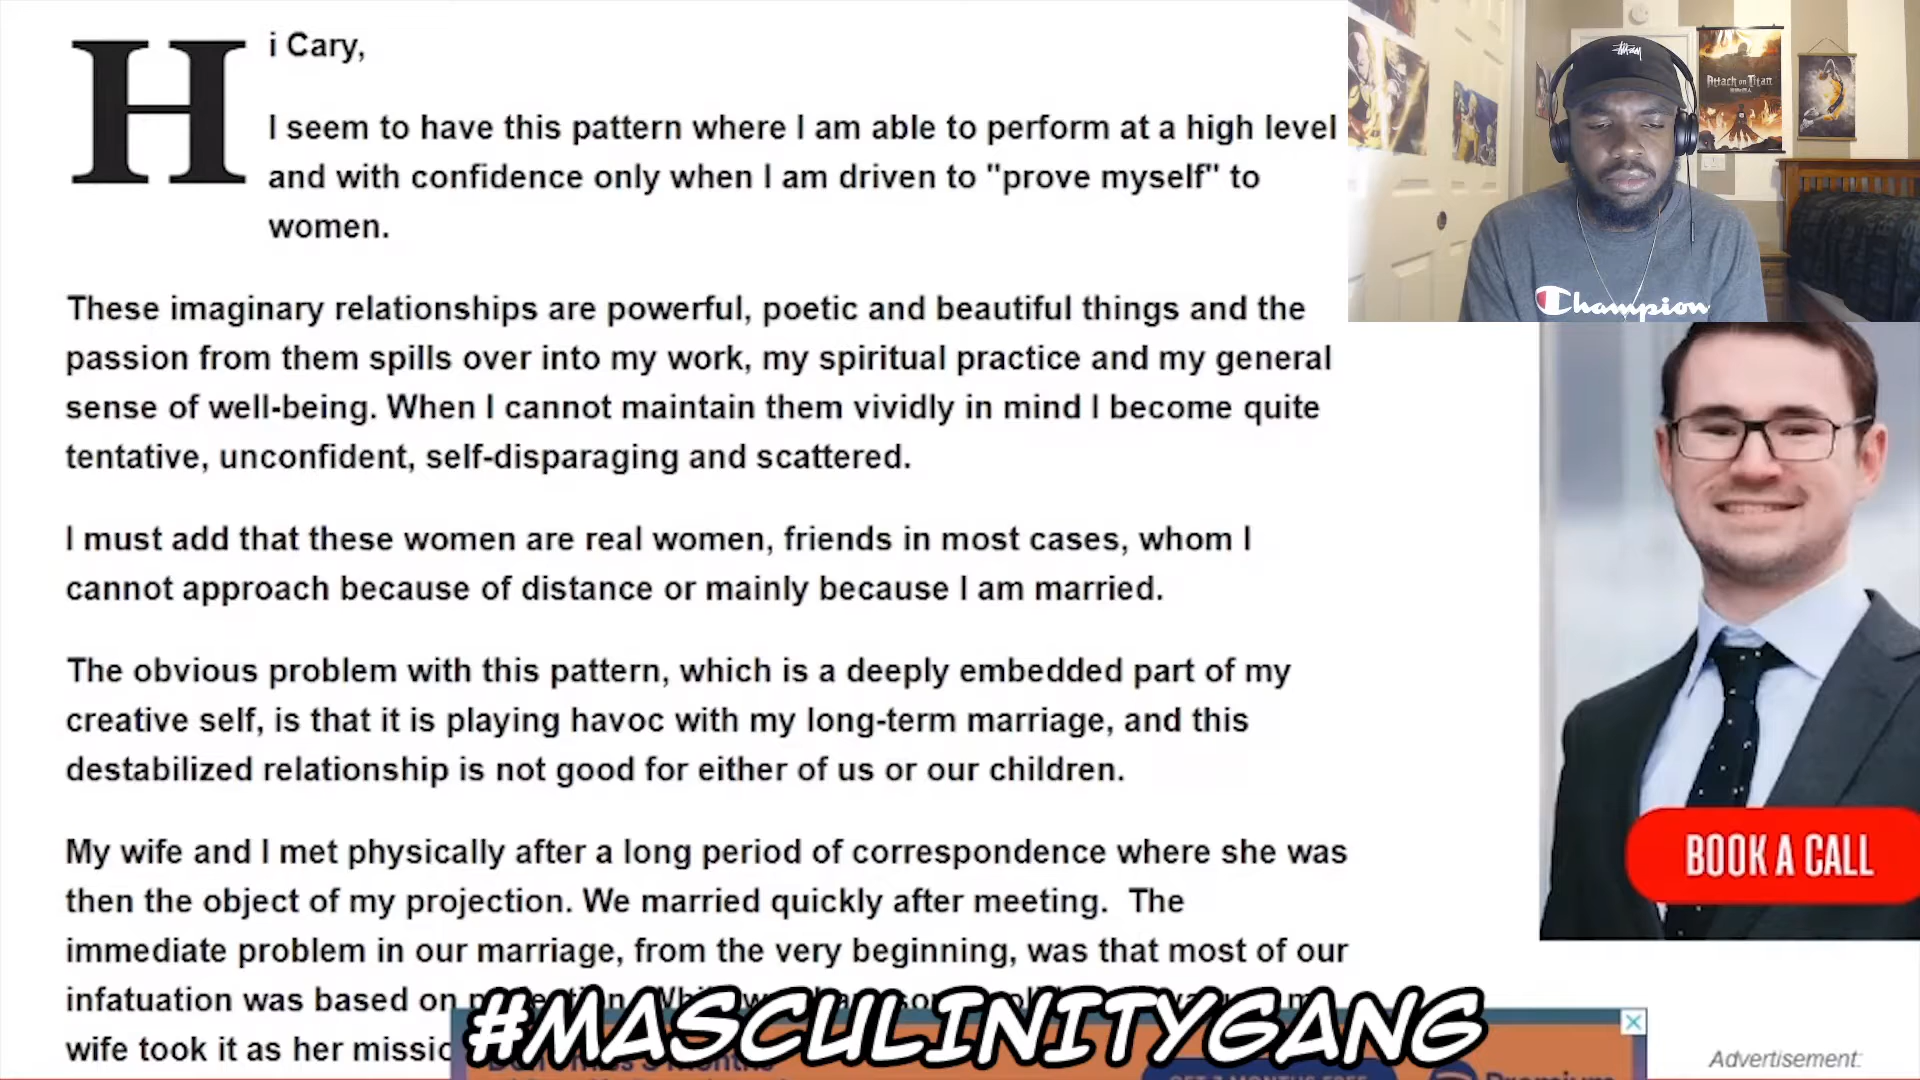 Hi Cary,
I seem to have this pattern where I am able to perform at a high level
and with confidence only when I am driven to "prove myself" to
women.
These imaginary relationships are powerful, poetic and beautiful things and the
passion from them spills over into my work, my spiritual practice and my general
sense of well-being. When I cannot maintain them vividly in mind I become quite
tentative, unconfident, self-disparaging and scattered.
I must add that these women are real women, friends in most cases, whom I
cannot approach because of distance or mainly because I am married.
The obvious problem with this pattern, which is a deeply embedded part of my
creative self, is that it is playing havoc with my long-term marriage, and this
destabilized relationship is not good for either of us or our children.
My wife and I met physically after a long period of correspondence where she was
then the object of my projection. We married quickly after meeting. The
immediate problem in our marriage, from the very beginning, was that most of our
infatuation was based on
wife took it as her
#MASCULINITYGANG
Attack on Titan
Champion
BOOK A CALL
Advertisement: